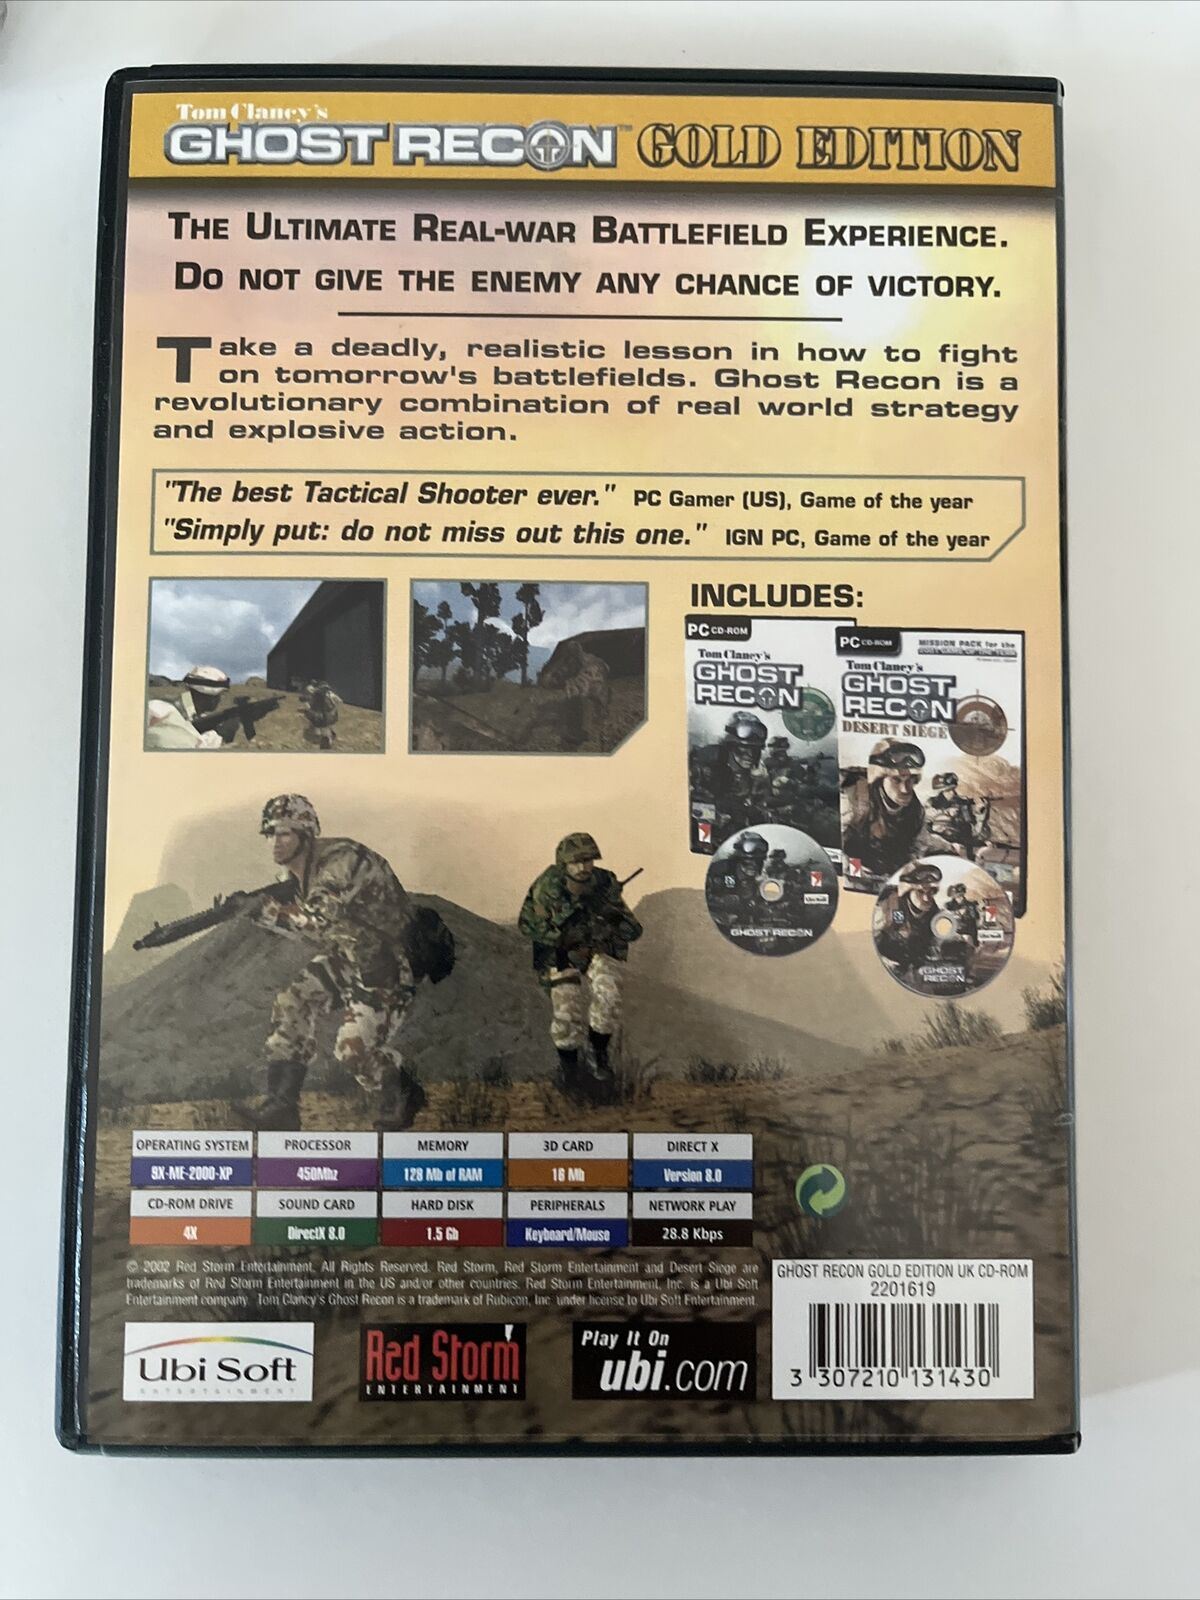 Tom Clancy's
GHOST RECON™ GOLD EDITION
THE ULTIMATE REAL-WAR BATTLEFIELD EXPERIENCE.
DO NOT GIVE THE ENEMY ANY CHANCE OF VICTORY.
Take a deadly, realistic lesson in how to fight
on tomorrow's battlefields. Ghost Recon is a
revolutionary combination of real world strategy
and explosive action.
"The best Tactical Shooter ever." PC Gamer (US), Game of the year
"Simply put: do not miss out this one." IGN PC, Game of the year
INCLUDES:
PC CD-ROM
Tom Clancy's
GHOST RECON
PC CD-ROM
MISSION PACK for the
Tom Clancy's
GHOST RECON
DESERT SIEGE
GHOST RECON
GHOST RECON
OPERATING SYSTEM PROCESSOR MEMORY 3D CARD DIRECT X
9X-ME-2000-XP 450Mhz 128 Mb of RAM 16 Mb Version 8.0
CD-ROM DRIVE SOUND CARD HARD DISK PERIPHERALS NETWORK PLAY
4X DirectX 8.0 1.5 Gb Keyboard/Mouse 28.8 Kbps
© 2002 Red Storm Entertainment. All Rights Reserved. Red Storm, Red Storm Entertainment and Desert Siege are
trademarks of Red Storm Entertainment in the US and/or other countries. Red Storm Entertainment, Inc. is a Ubi Soft
Entertainment company. Tom Clancy's Ghost Recon is a trademark of Rubicon, Inc. under license to Ubi Soft Entertainment.
GHOST RECON GOLD EDITION UK CD-ROM
2201619
3 307210 131430
Ubi Soft
ENTERTAINMENT
Red Storm
ENTERTAINMENT
Play It On
ubi.com